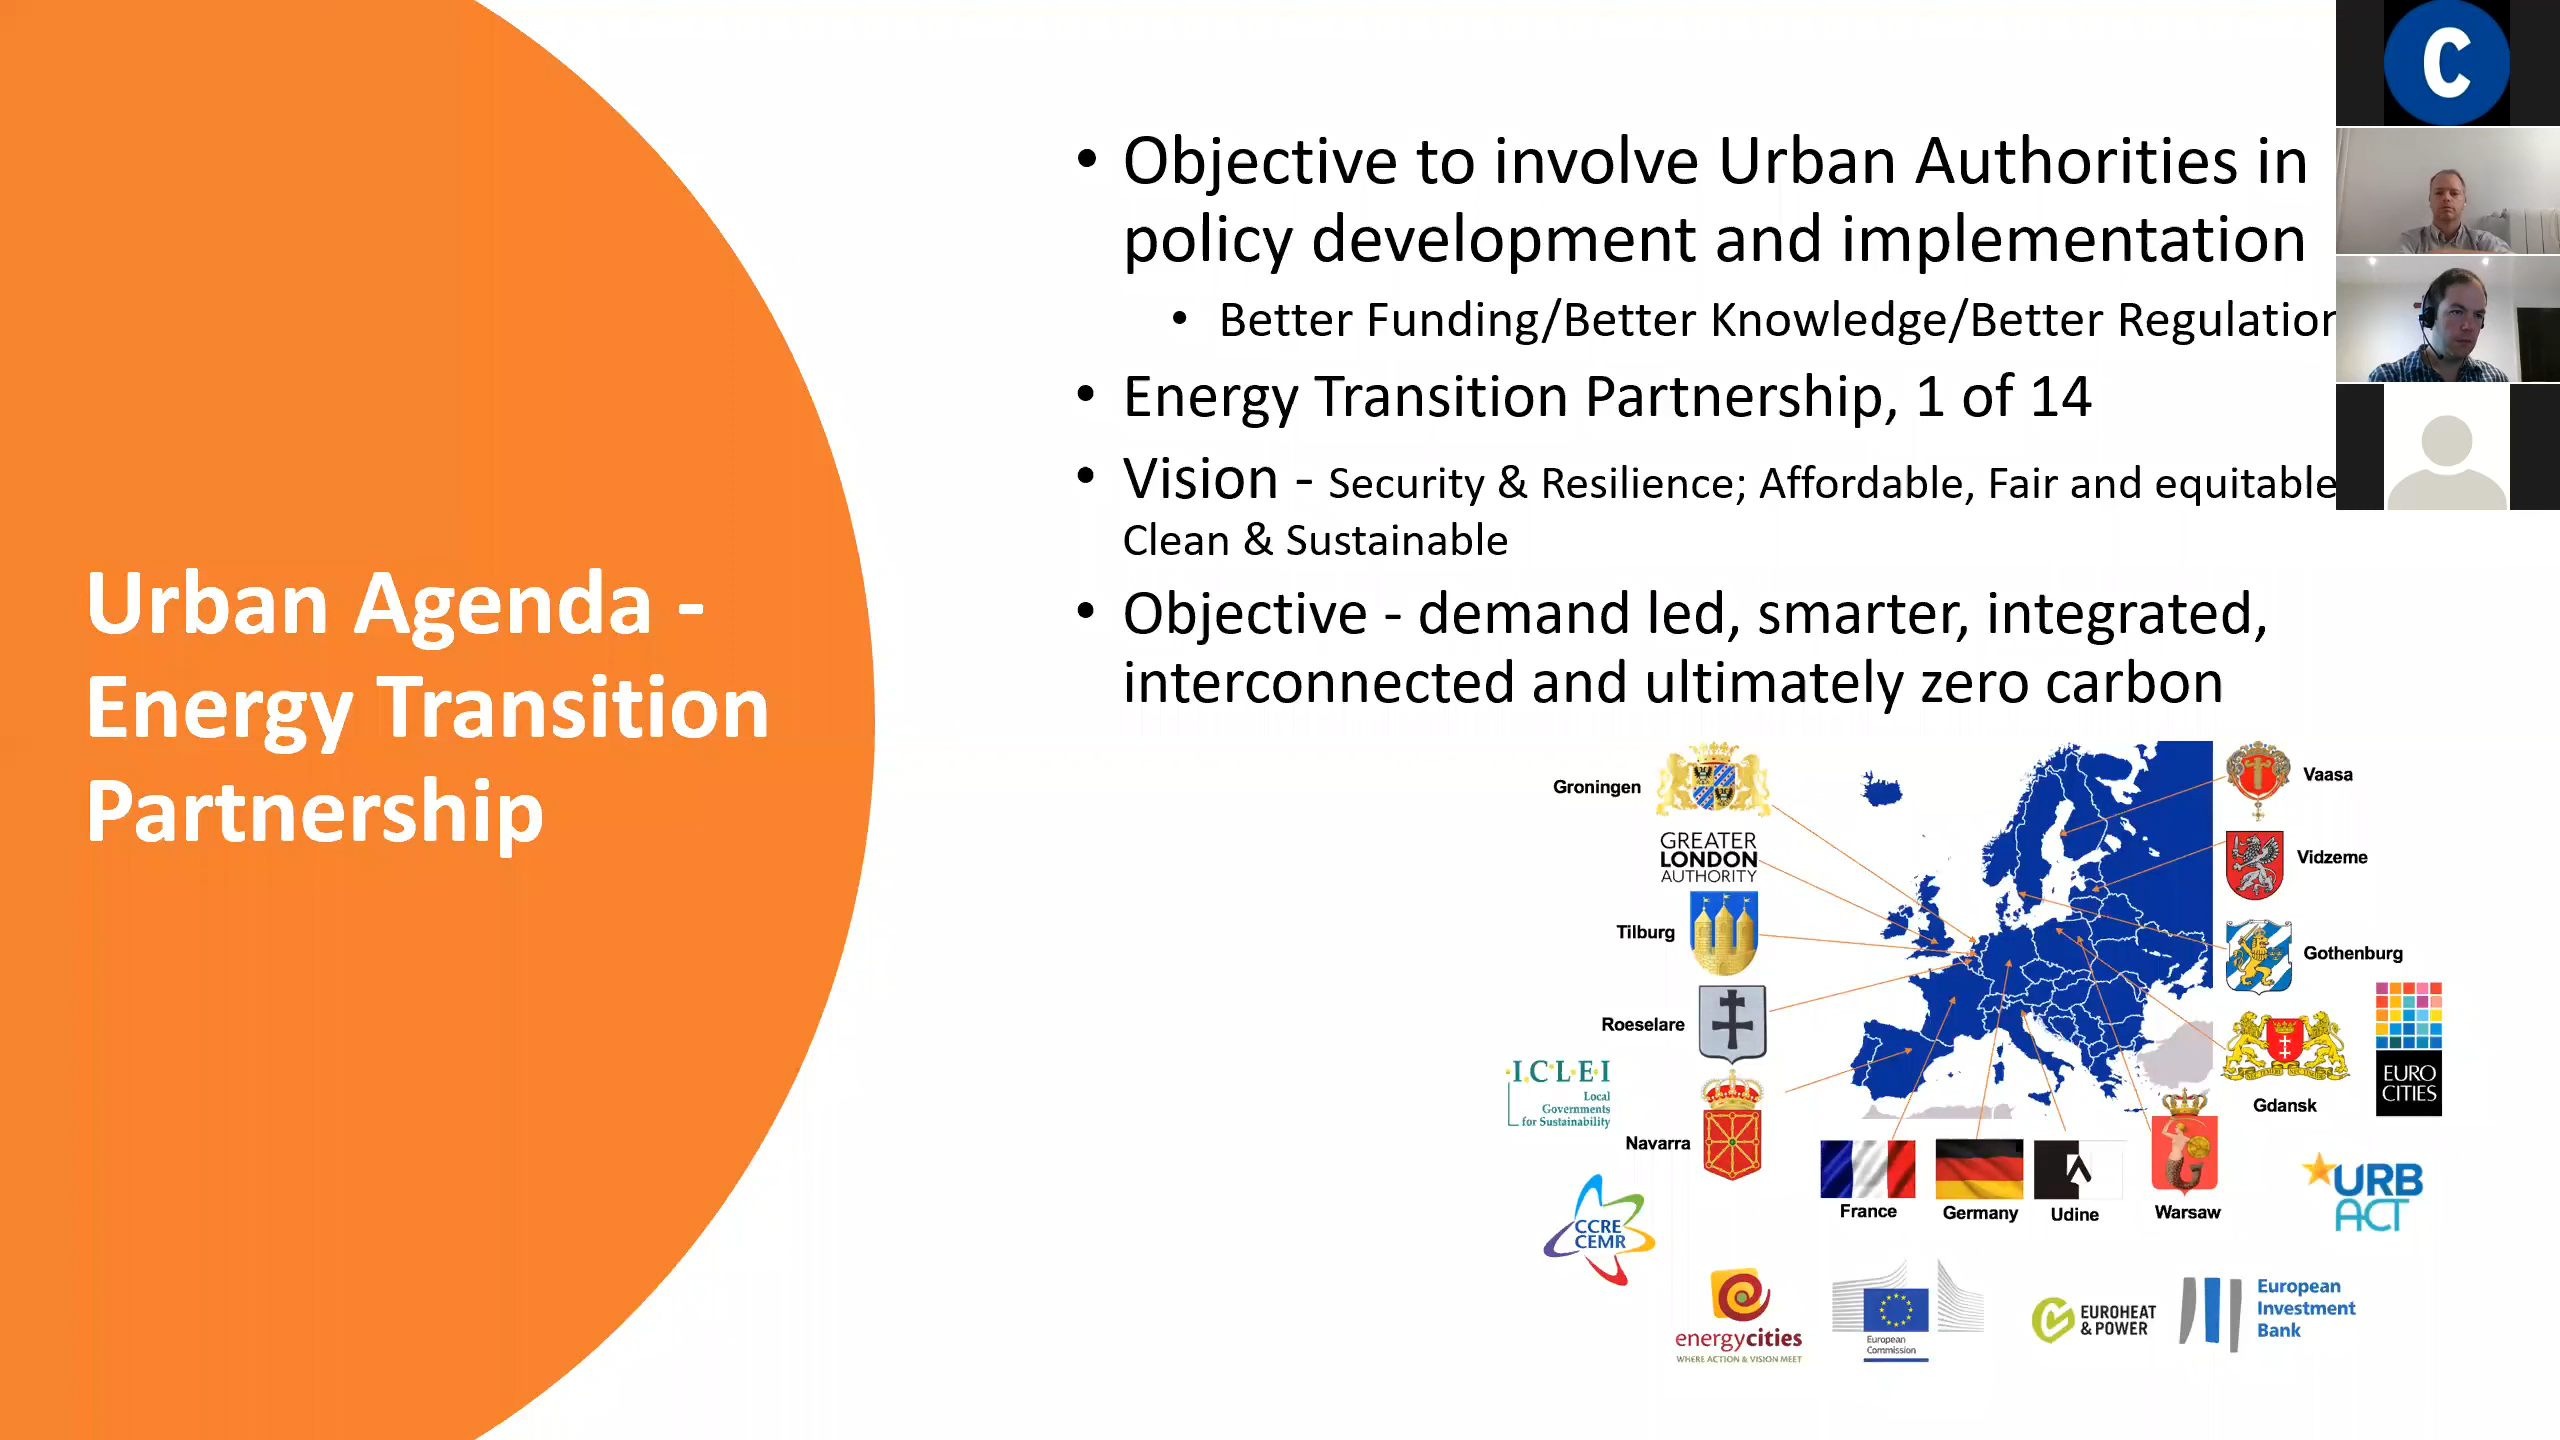 Urban Agenda -
Energy Transition
Partnership
• Objective to involve Urban Authorities in
policy development and implementation
• Better Funding/Better Knowledge/Better Regulation
• Energy Transition Partnership, 1 of 14
• Vision - Security & Resilience; Affordable, Fair and equitable
Clean & Sustainable
• Objective - demand led, smarter, integrated,
interconnected and ultimately zero carbon
C
Groningen
GREATER
LONDON
AUTHORITY
Tilburg
Roeselare
I.C.L.E.I
Local
Governments
for Sustainability
Navarra
CCRE
CEMR
Vaasa
Vidzeme
Gothenburg
Gdansk
EURO
CITIES
France
Germany
Udine
Warsaw
URB
ACT
energycities
WHERE ACTION & VISION MEET
European
Commission
EUROHEAT
& POWER
European
Investment
Bank